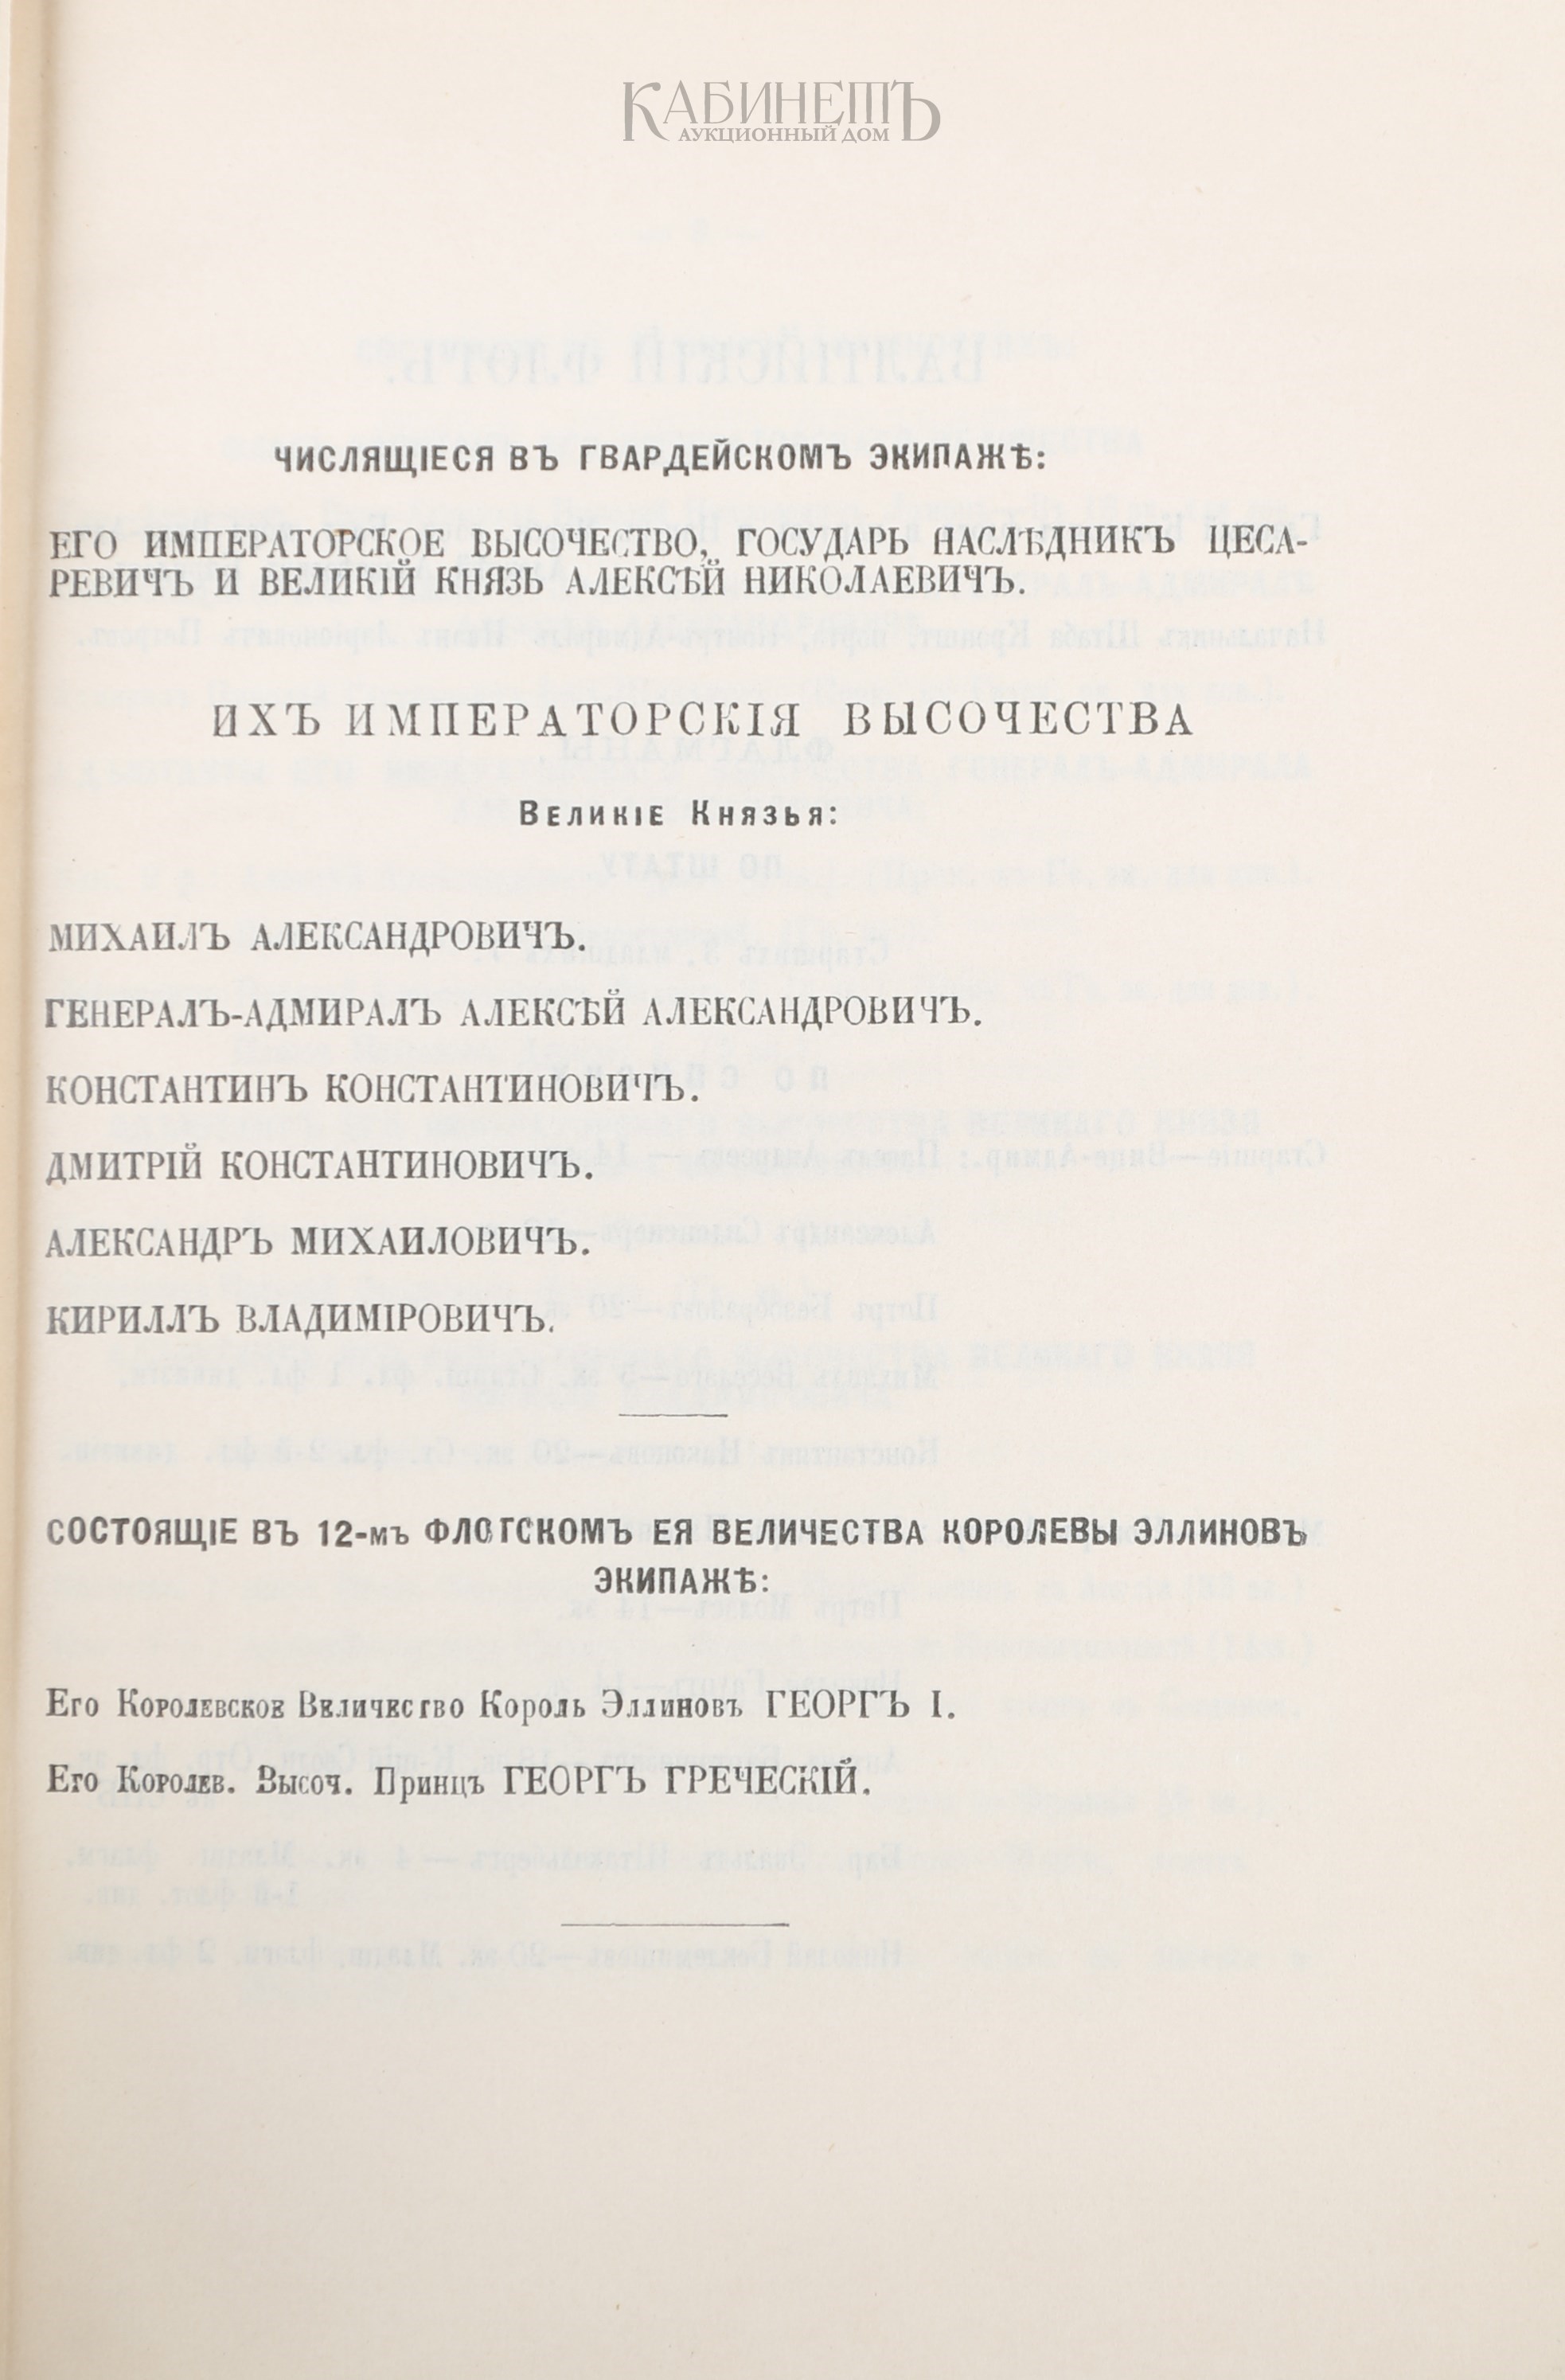 КАБИНЕТЪ
АУКЦИОННЫЙ ДОМ
ЧИСЛЯЩІЕСЯ ВЪ ГВАРДЕЙСКОМЪ ЭКИПАЖѢ:
ЕГО ИМПЕРАТОРСКОЕ ВЫСОЧЕСТВО, ГОСУДАРЬ НАСЛѢДНИКЪ ЦЕСА-
РЕВИЧЪ И ВЕЛИКІЙ КНЯЗЬ АЛЕКСѢЙ НИКОЛАЕВИЧЪ.
ИХЪ ИМПЕРАТОРСКІЯ ВЫСОЧЕСТВА
ВЕЛИКІЕ КНЯЗЬЯ:
МИХАИЛЪ АЛЕКСАНДРОВИЧЪ.
ГЕНЕРАЛЪ-АДМИРАЛЪ АЛЕКСѢЙ АЛЕКСАНДРОВИЧЪ.
КОНСТАНТИНЪ КОНСТАНТИНОВИЧЪ.
ДМИТРІЙ КОНСТАНТИНОВИЧЪ.
АЛЕКСАНДРЪ МИХАИЛОВИЧЪ.
КИРИЛЛЪ ВЛАДИМІРОВИЧЪ.
СОСТОЯЩІЕ ВЪ 12-мъ ФЛОТСКОМЪ ЕЯ ВЕЛИЧЕСТВА КОРОЛЕВЫ ЭЛЛИНОВЪ
ЭКИПАЖѢ:
Его Королевское Величество Король Эллиновъ ГЕОРГЪ I.
Его Королев. Высоч. Принцъ ГЕОРГЪ ГРЕЧЕСКІЙ.